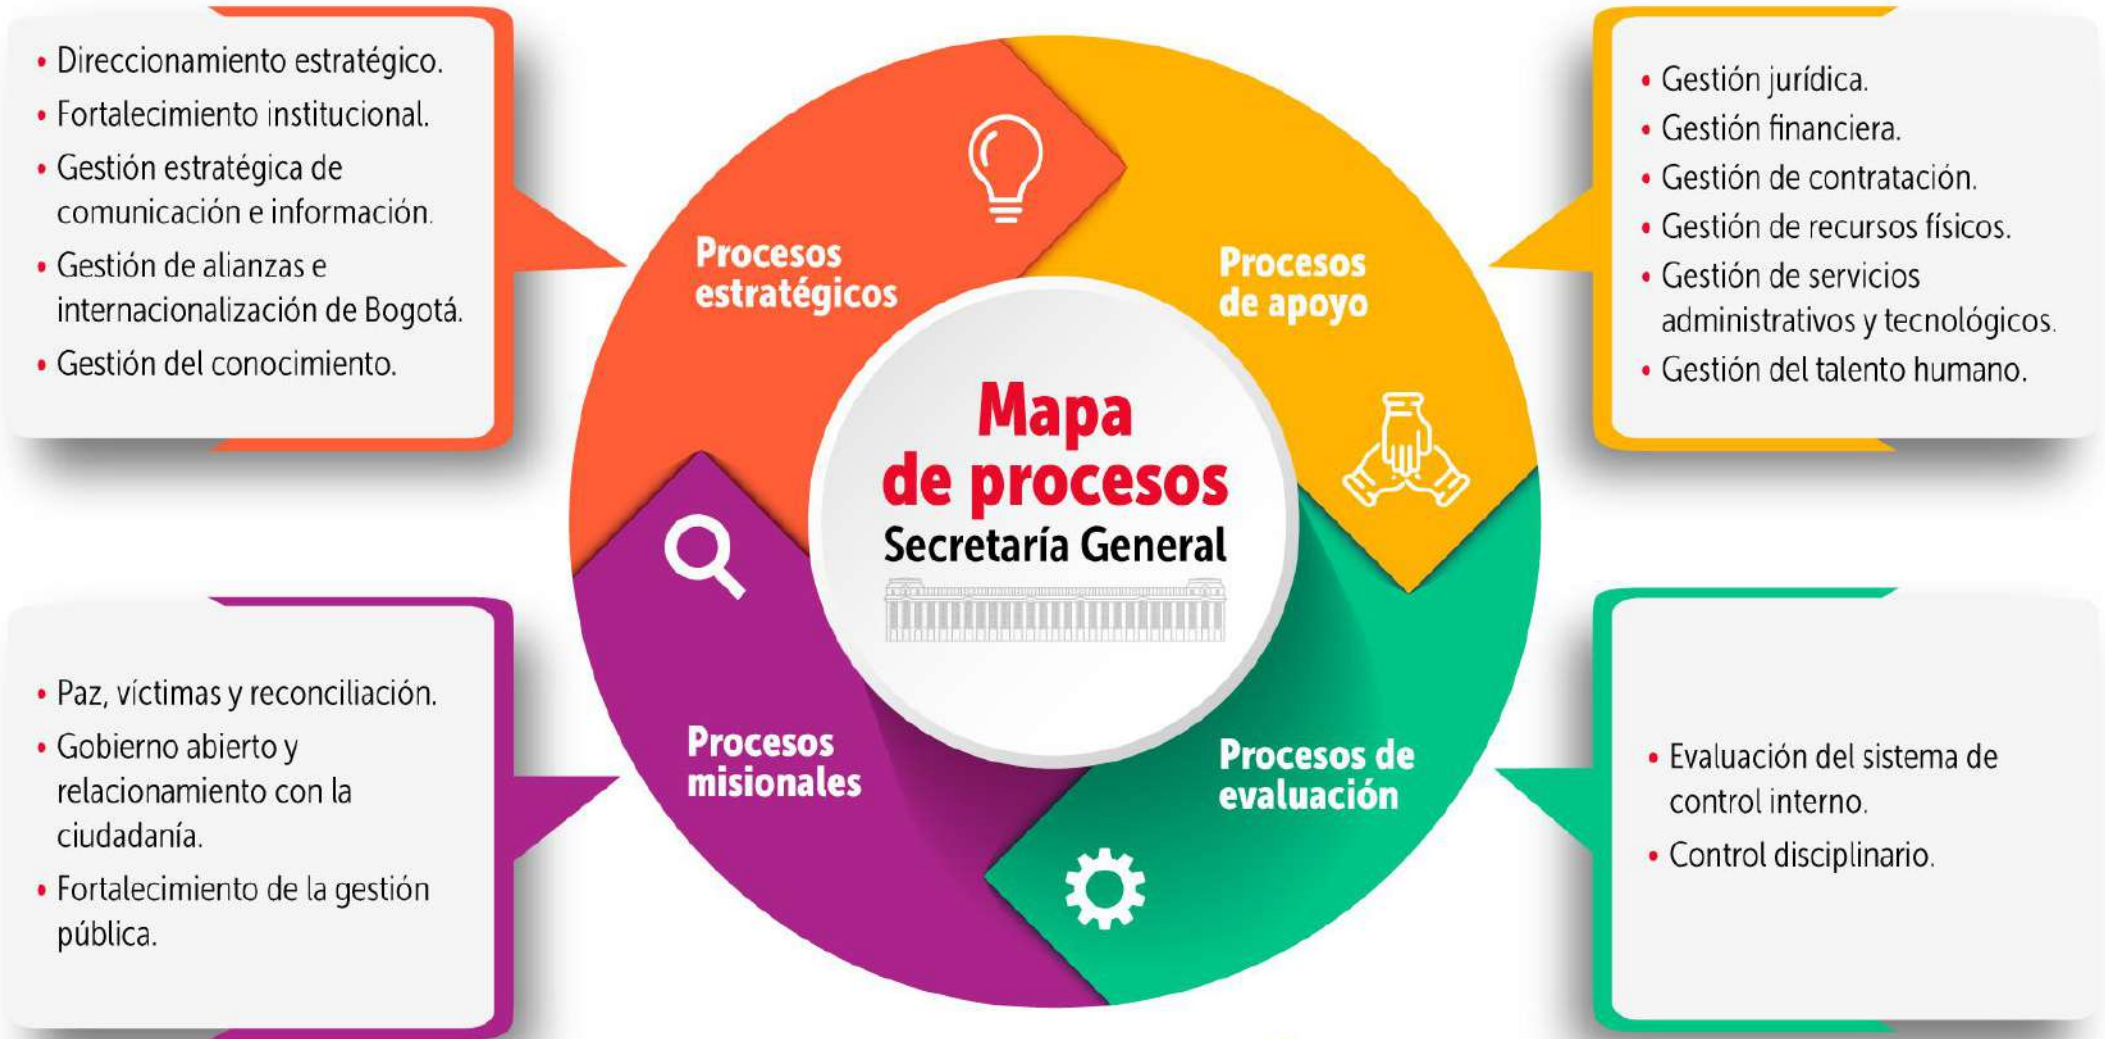 • Direccionamiento estratégico.
• Fortalecimiento institucional.
• Gestión estratégica de
comunicación e información.
• Gestión de alianzas e
internacionalización de Bogotá.
• Gestión del conocimiento.
Procesos
estratégicos
Procesos
de apoyo
• Gestión jurídica.
• Gestión financiera.
• Gestión de contratación.
• Gestión de recursos físicos.
• Gestión de servicios
administrativos y tecnológicos.
• Gestión del talento humano.
Mapa
de procesos
Secretaría General
• Paz, víctimas y reconciliación.
• Gobierno abierto y
relacionamiento con la
ciudadanía.
• Fortalecimiento de la gestión
pública.
Procesos
misionales
Procesos de
evaluación
• Evaluación del sistema de
control interno.
• Control disciplinario.